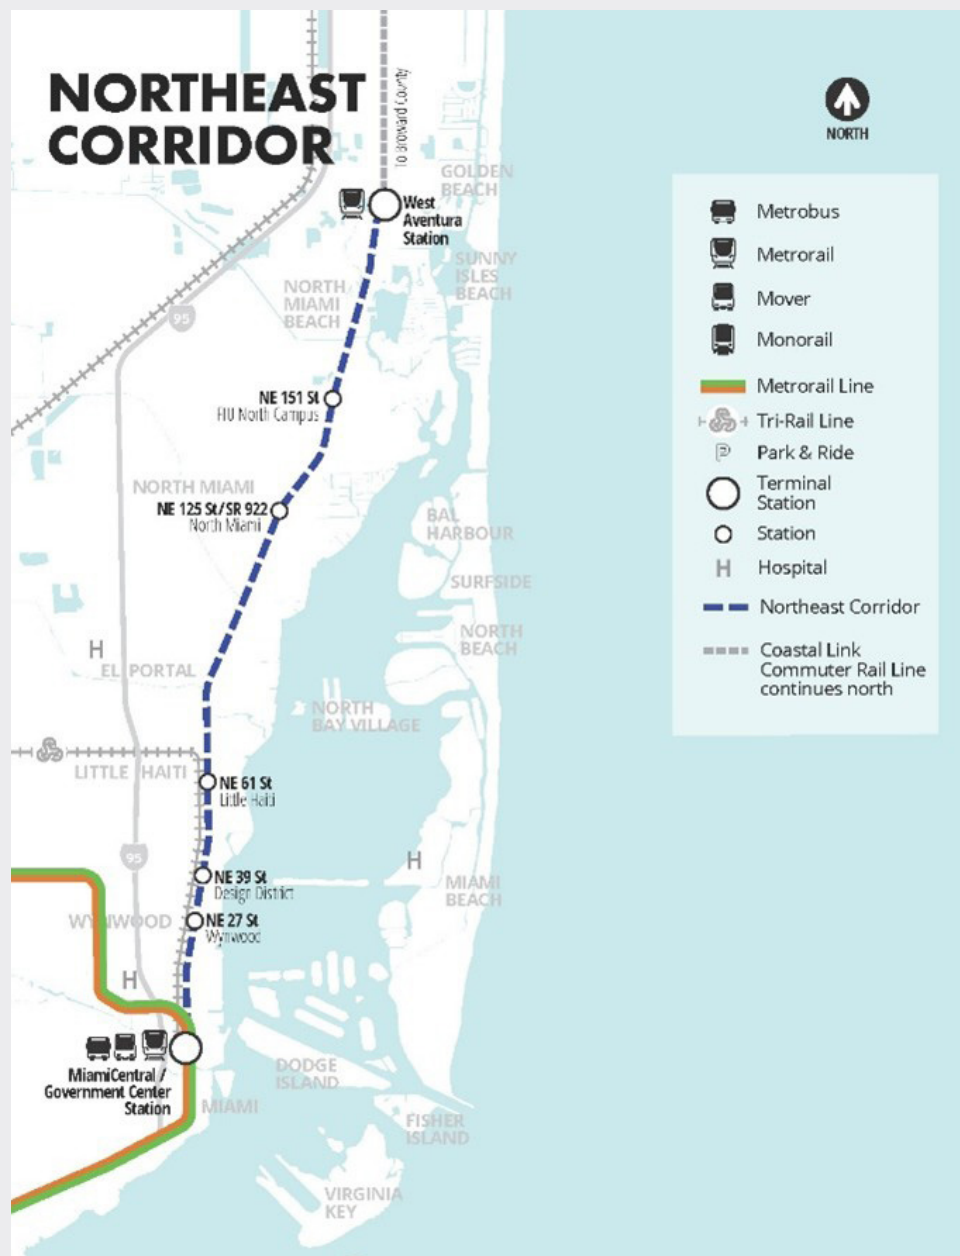 NORTHEAST
CORRIDOR
To Broward County
NORTH
GOLDEN
BEACH
West
Aventura
Station
SUNNY
ISLES
BEACH
NORTH
MIAMI
BEACH
95
NE 151 St
FIU North Campus
NORTH MIAMI
NE 125 St/SR 922
North Miami
BAL
HARBOUR
SURFSIDE
NORTH
BEACH
H
EL PORTAL
NORTH
BAY VILLAGE
LITTLE HAITI
NE 61 St
Little Haiti
95
H
NE 39 St
Design District
MIAMI
BEACH
WYNWOOD
NE 27 St
Wynwood
H
MiamiCentral /
Government Center
Station
MIAMI
DODGE
ISLAND
FISHER
ISLAND
VIRGINIA
KEY
Metrobus
Metrorail
Mover
Monorail
Metrorail Line
Tri-Rail Line
P Park & Ride
Terminal
Station
Station
H Hospital
Northeast Corridor
Coastal Link
Commuter Rail Line
continues north